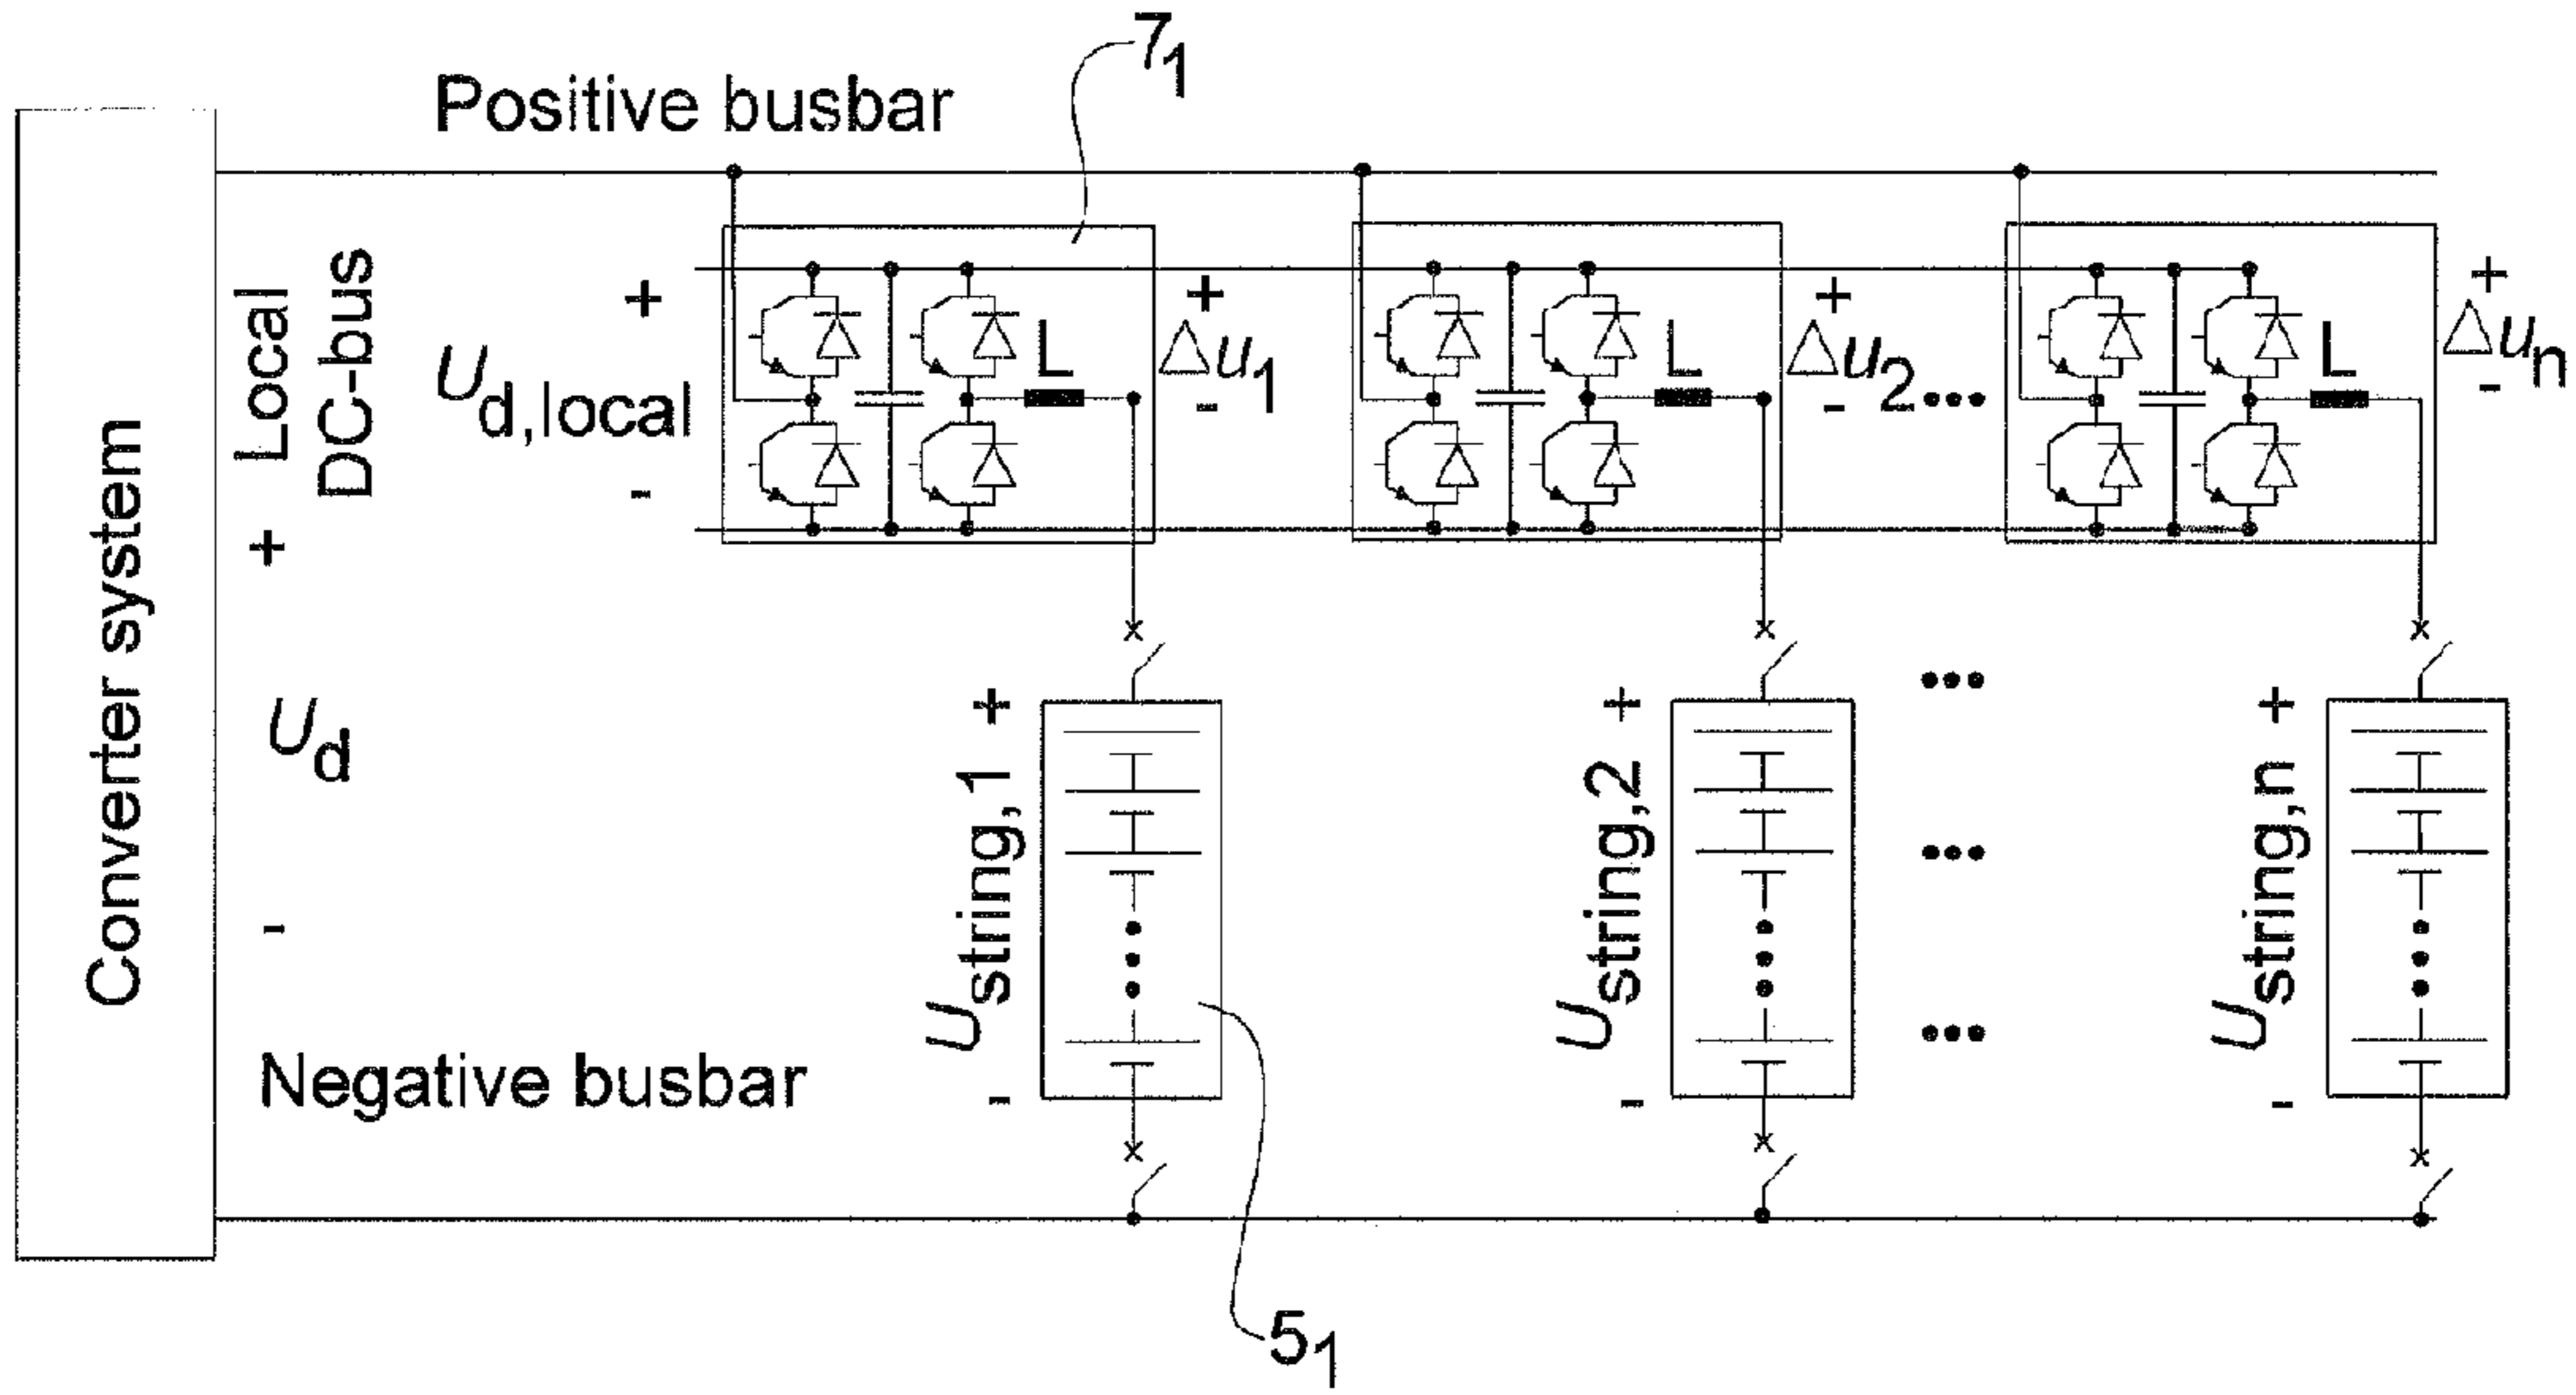 7₁
Positive busbar
Converter system
Local
DC-bus
+
U_d,local
-
L
+
Δu₁
-
L
+
Δu₂
-
...
L
+
Δuₙ
-
+
U_d
-
U_string,1
+
-
U_string,2
+
-
...
...
...
U_string,n
+
-
Negative busbar
5₁